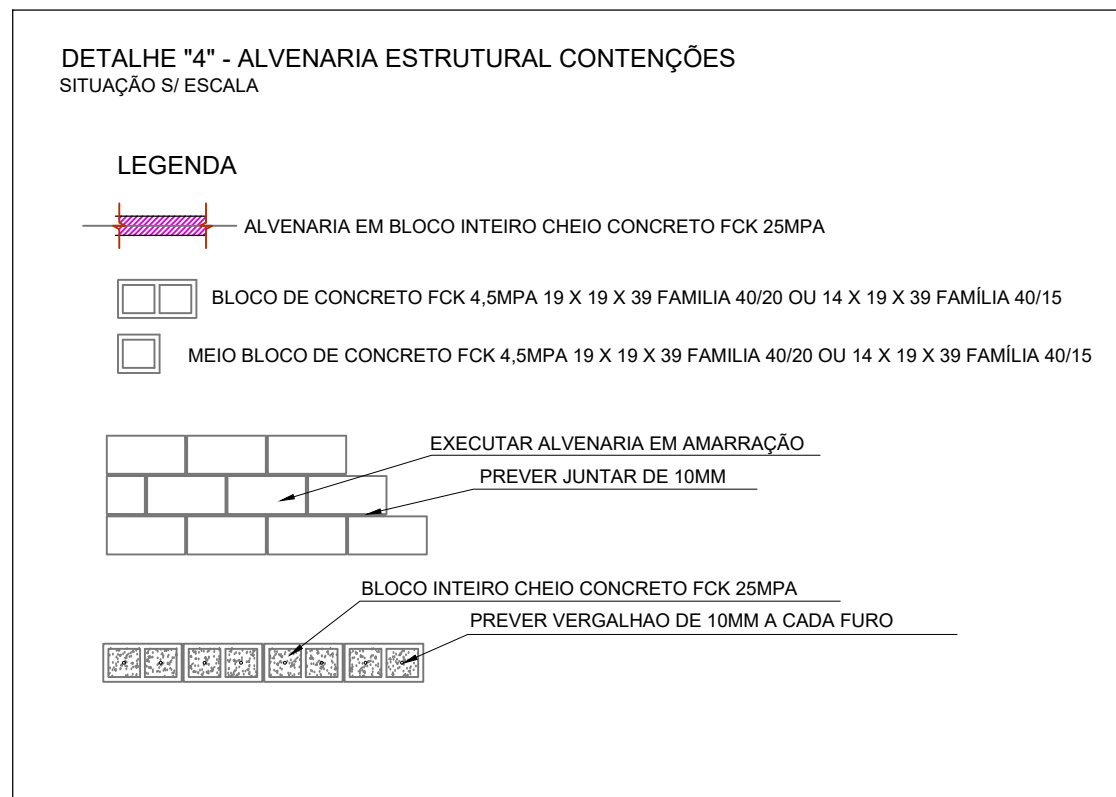 DETALHE "4" - ALVENARIA ESTRUTURAL CONTENÇÕES
SITUAÇÃO S/ ESCALA
LEGENDA
ALVENARIA EM BLOCO INTEIRO CHEIO CONCRETO FCK 25MPA
BLOCO DE CONCRETO FCK 4,5MPA 19 X 19 X 39 FAMILIA 40/20 OU 14 X 19 X 39 FAMÍLIA 40/15
MEIO BLOCO DE CONCRETO FCK 4,5MPA 19 X 19 X 39 FAMILIA 40/20 OU 14 X 19 X 39 FAMÍLIA 40/15
EXECUTAR ALVENARIA EM AMARRAÇÃO
PREVER JUNTAR DE 10MM
BLOCO INTEIRO CHEIO CONCRETO FCK 25MPA
PREVER VERGALHAO DE 10MM A CADA FURO